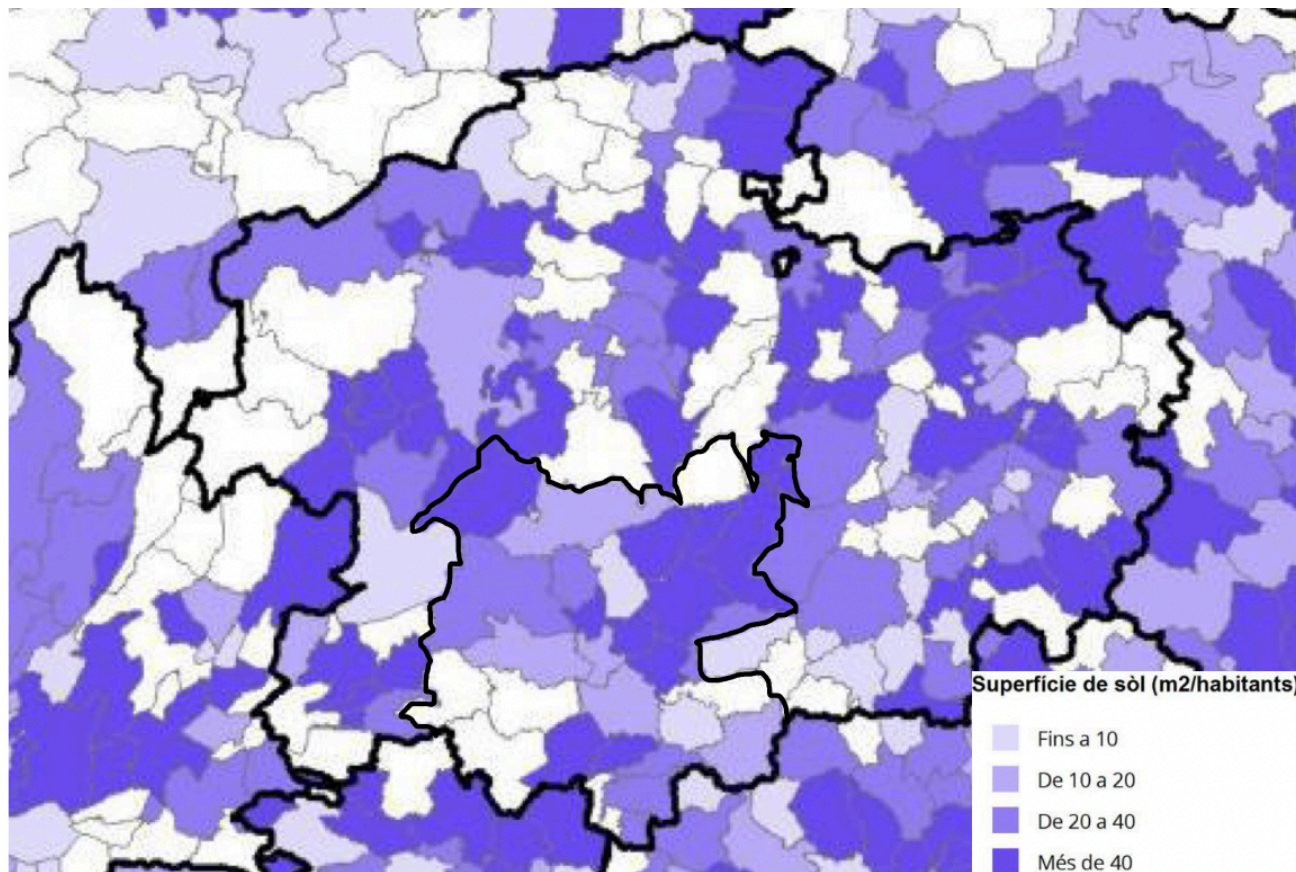 Superfície de sòl (m2/habitants)
Fins a 10
De 10 a 20
De 20 a 40
Més de 40